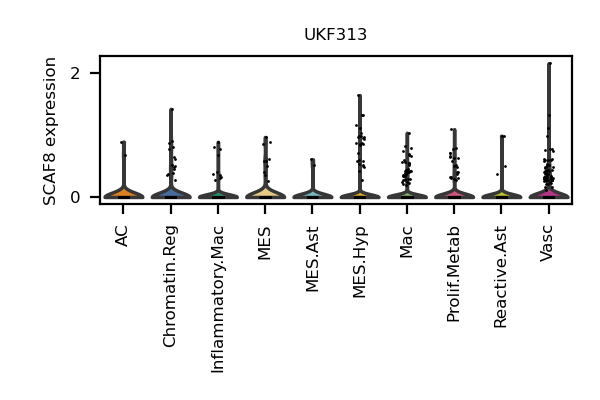 UKF313
SCAF8 expression
2
0
AC
Chromatin.Reg
Inflammatory.Mac
MES
MES.Ast
MES.Hyp
Mac
Prolif.Metab
Reactive.Ast
Vasc